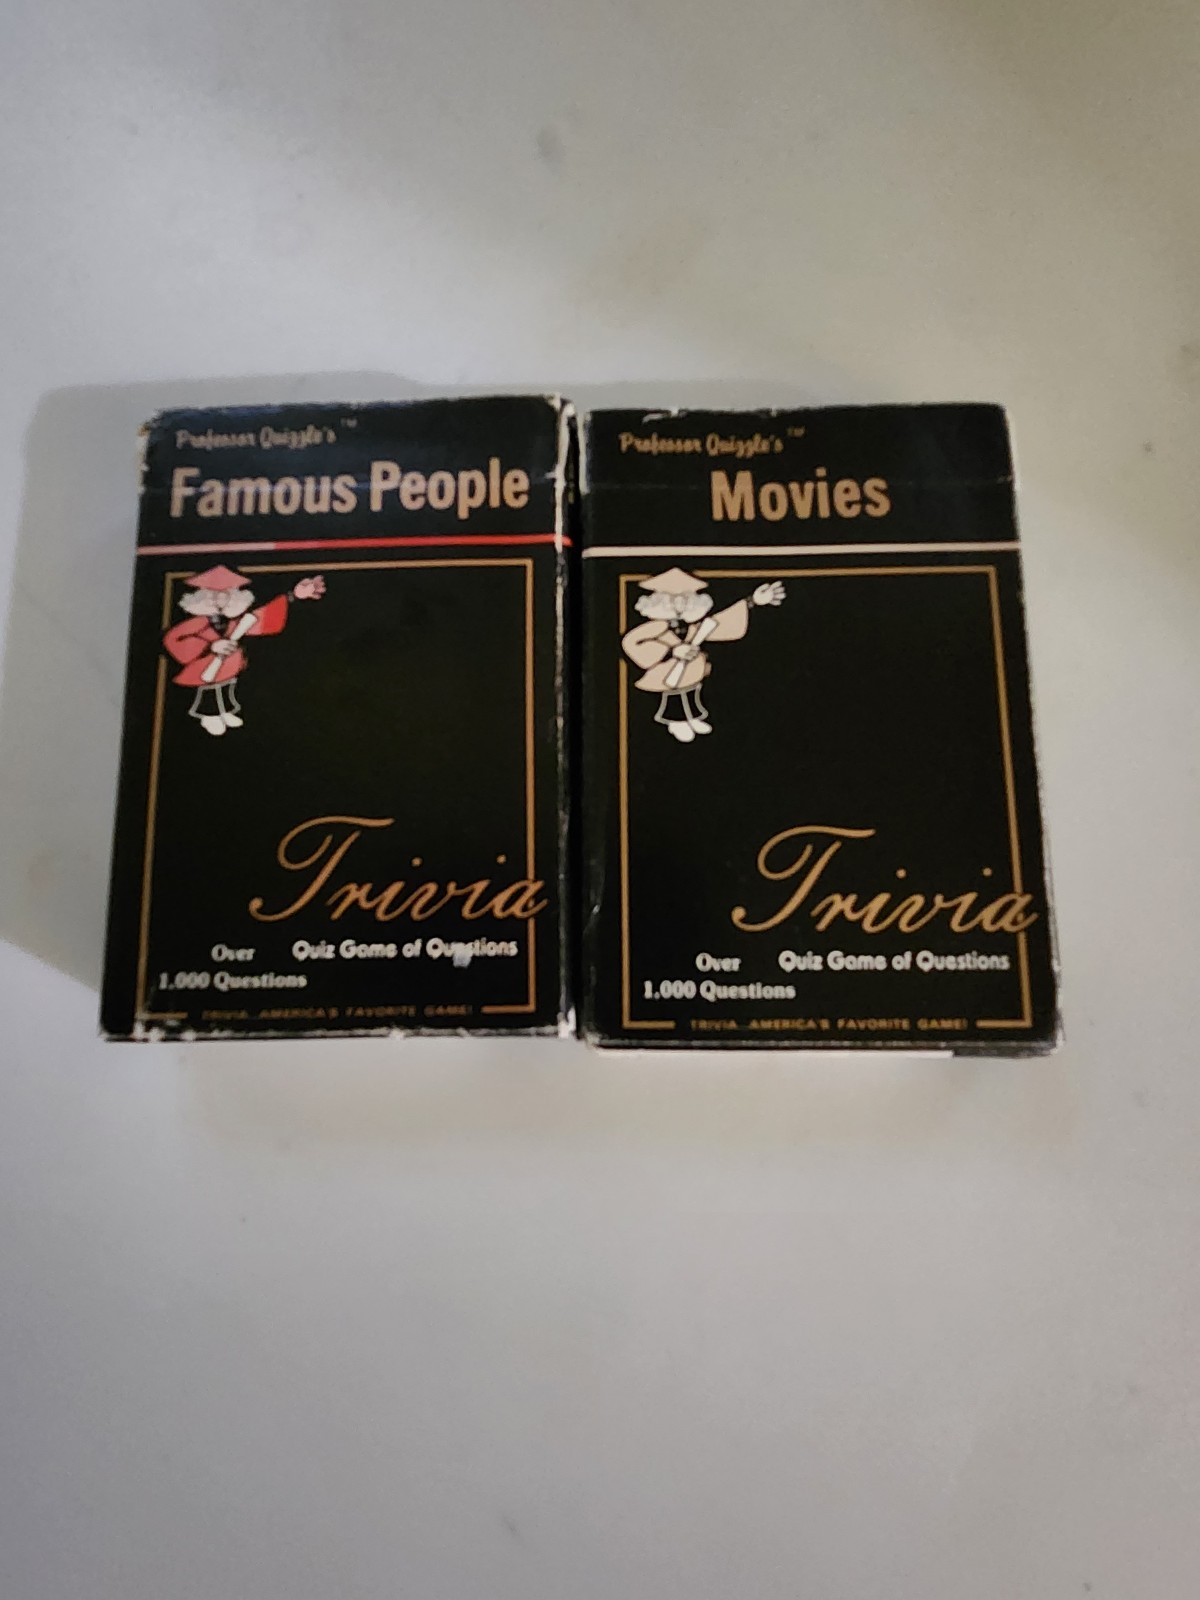 Professor Quizzle's™
Famous People
Trivia
Over Quiz Game of Questions
1,000 Questions
TRIVIA...AMERICA'S FAVORITE GAME!
Professor Quizzle's™
Movies
Trivia
Over Quiz Game of Questions
1,000 Questions
TRIVIA...AMERICA'S FAVORITE GAME!